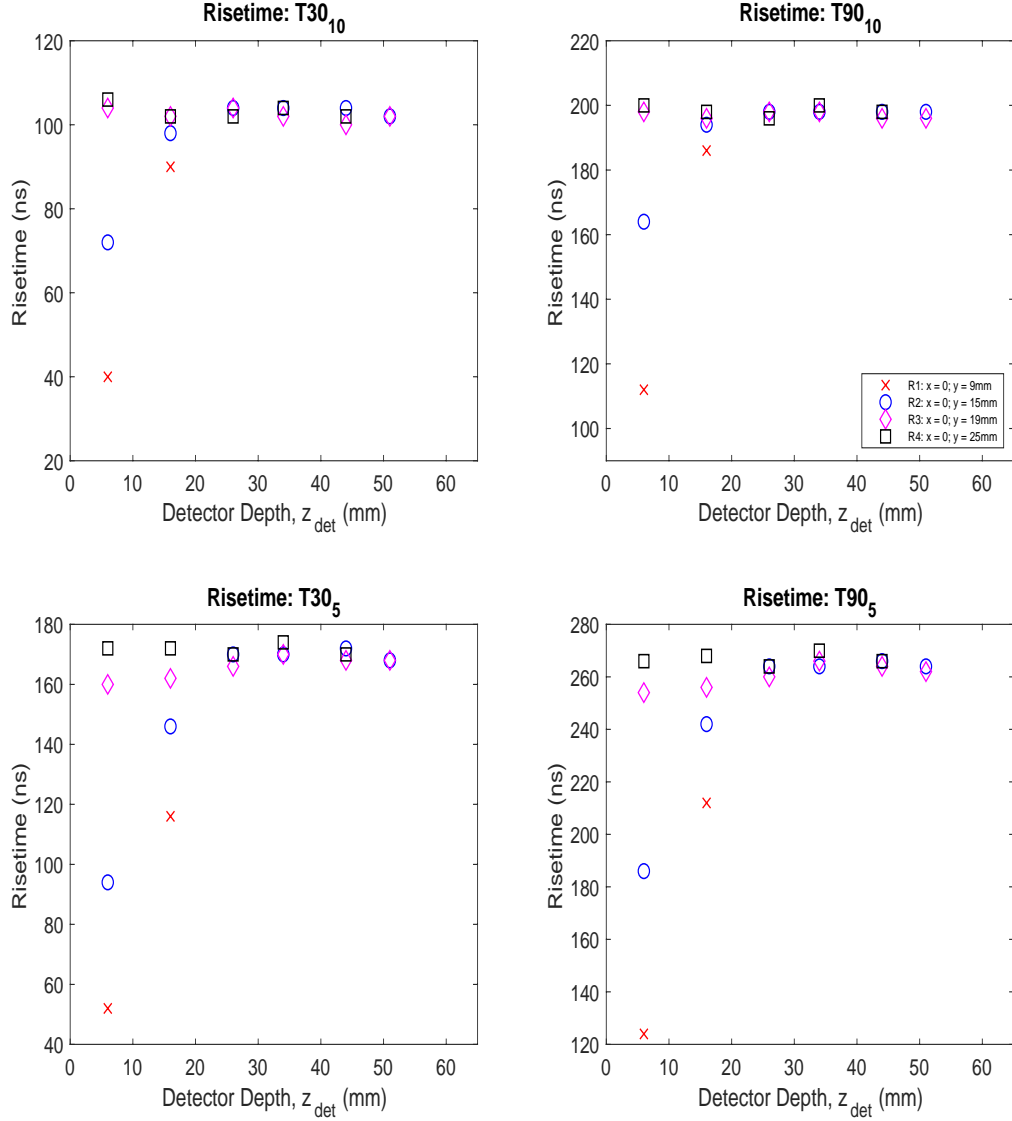 Risetime: T30₁₀
120
100
80
60
40
20
Risetime (ns)
0 10 20 30 40 50 60
Detector Depth, z_det (mm)
Risetime: T90₁₀
220
200
180
160
140
120
100
Risetime (ns)
R1: x = 0; y = 9mm
R2: x = 0; y = 15mm
R3: x = 0; y = 19mm
R4: x = 0; y = 25mm
0 10 20 30 40 50 60
Detector Depth, z_det (mm)
Risetime: T30₅
180
160
140
120
100
80
60
40
Risetime (ns)
0 10 20 30 40 50 60
Detector Depth, z_det (mm)
Risetime: T90₅
280
260
240
220
200
180
160
140
120
Risetime (ns)
0 10 20 30 40 50 60
Detector Depth, z_det (mm)